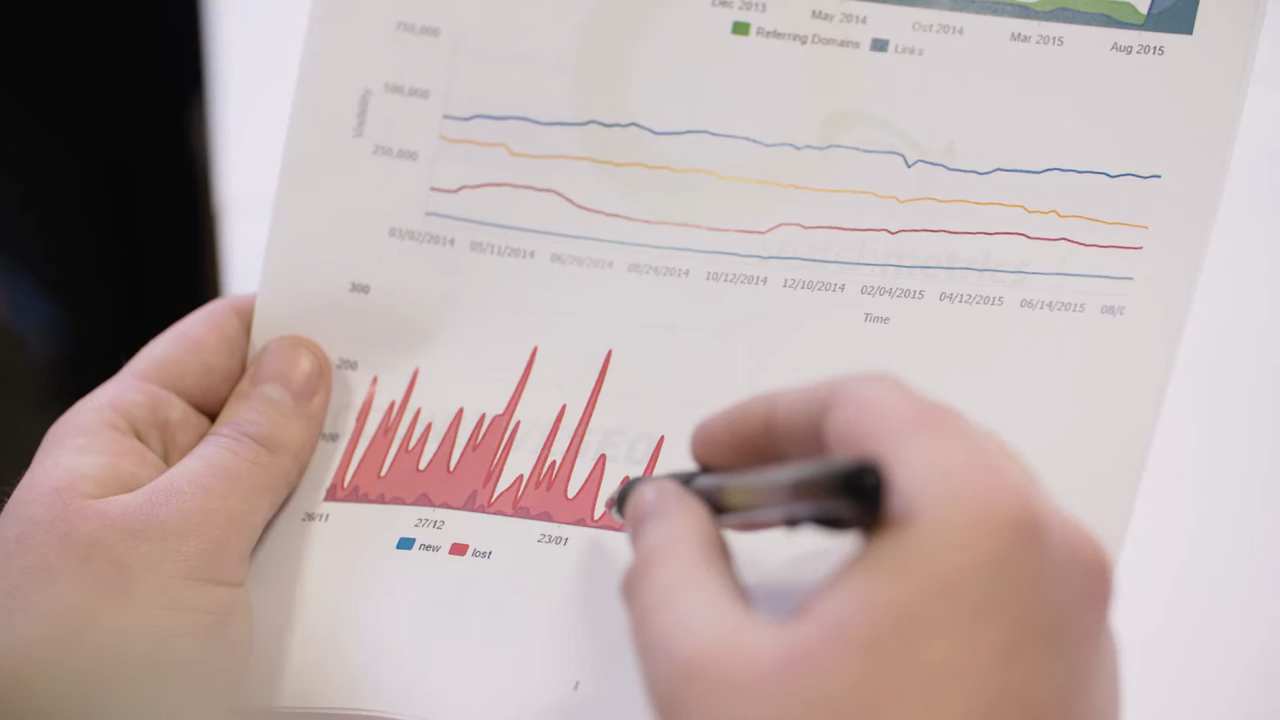 Dec 2013 May 2014 Oct 2014 Mar 2015 Aug 2015
Referring Domains Links
750,000
500,000
Visibility
250,000
03/02/2014 05/11/2014 06/29/2014 08/24/2014 10/12/2014 12/10/2014 02/04/2015 04/12/2015 06/14/2015
searchmetrics
Time
300
200
100
26/11 27/12 23/01
new lost